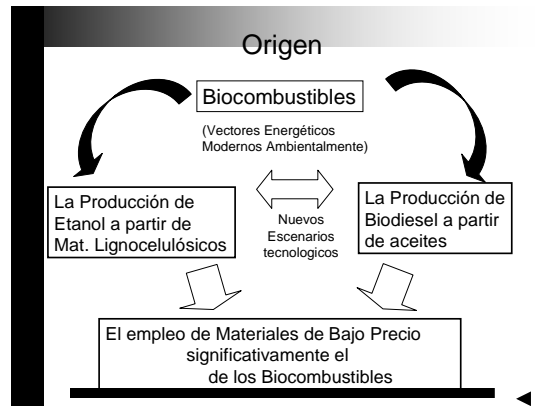 Origen
Biocombustibles
(Vectores Energéticos
Modernos Ambientalmente)
La Producción de
Etanol a partir de
Mat. Lignocelulósicos
Nuevos
Escenarios
tecnologicos
La Producción de
Biodiesel a partir
de aceites
El empleo de Materiales de Bajo Precio
significativamente el
de los Biocombustibles